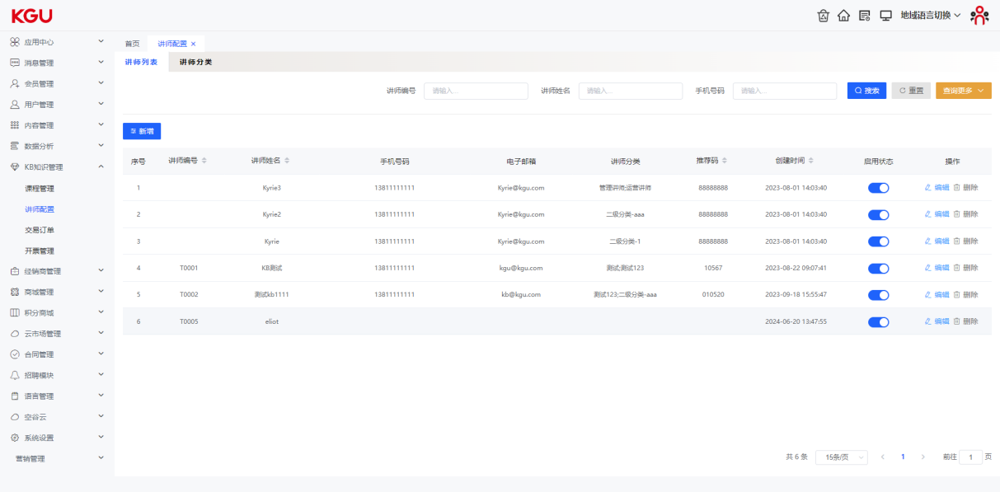 KGU
地域语言切换
应用中心
消息管理
会员管理
用户管理
内容管理
数据分析
KB知识管理
课程管理
讲师配置
交易订单
开票管理
经销商管理
商城管理
积分商城
云市场管理
合同管理
招聘模块
语言管理
空谷云
系统设置
营销管理
首页 讲师配置 ×
讲师列表 讲师分类
讲师编号 请输入... 讲师姓名 请输入... 手机号码 请输入... 搜索 重置 查询更多
新增
序号 讲师编号 讲师姓名 手机号码 电子邮箱 讲师分类 推荐码 创建时间 启用状态 操作
1 Kyrie3 13811111111 Kyrie@kgu.com 管理讲师;运营讲师 88888888 2023-08-01 14:03:40 编辑 删除
2 Kyrie2 13811111111 Kyrie@kgu.com 二级分类-aaa 88888888 2023-08-01 14:03:40 编辑 删除
3 Kyrie 13811111111 Kyrie@kgu.com 二级分类-1 88888888 2023-08-01 14:03:40 编辑 删除
4 T0001 KB测试 13811111111 kgu@kgu.com 测试;测试123 10567 2023-08-22 09:07:41 编辑 删除
5 T0002 测试kb1111 13811111111 kb@kgu.com 测试123;二级分类-aaa 010520 2023-09-18 15:55:47 编辑 删除
6 T0005 eliot 2024-06-20 13:47:55 编辑 删除
共 6 条 15条/页 1 前往 1 页